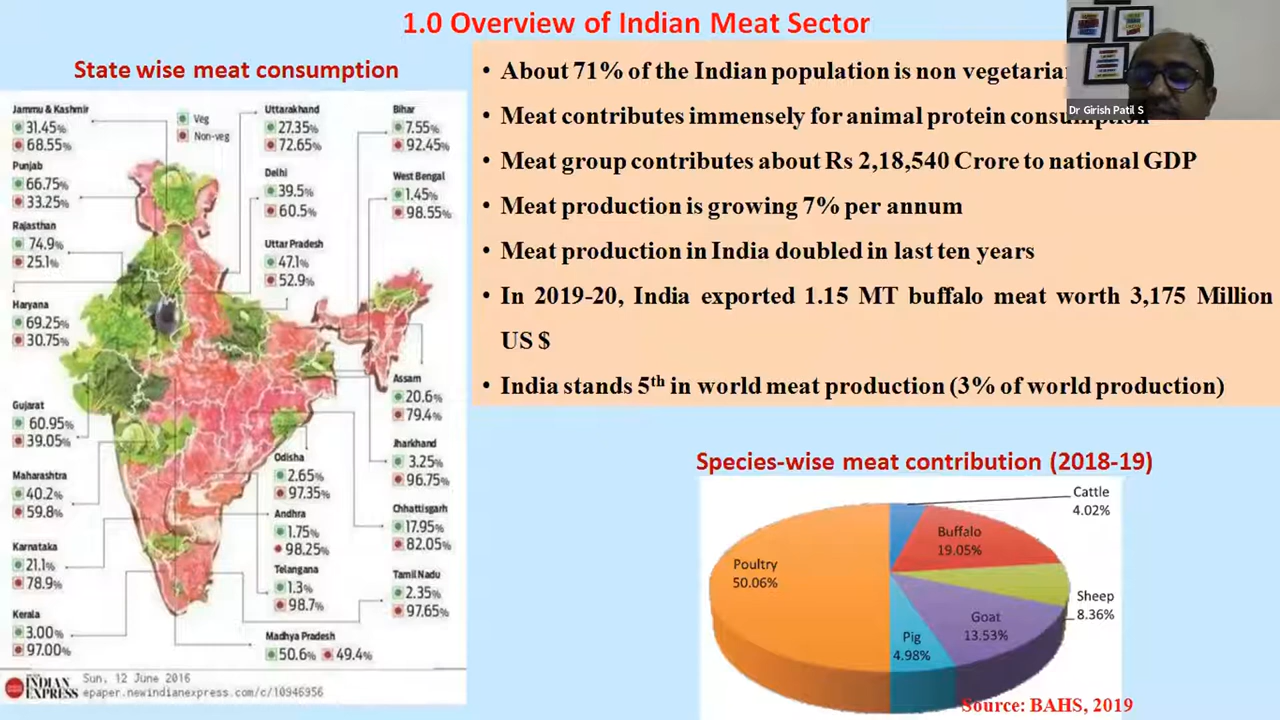 1.0 Overview of Indian Meat Sector
State wise meat consumption
Jammu & Kashmir
31.45%
68.55%
Punjab
66.75%
33.25%
Rajasthan
74.9%
25.1%
Haryana
69.25%
30.75%
Gujarat
60.95%
39.05%
Maharashtra
40.2%
59.8%
Karnataka
21.1%
78.9%
Kerala
3.00%
97.00%
Veg
Non-veg
Uttarakhand
27.35%
72.65%
Delhi
39.5%
60.5%
Uttar Pradesh
47.1%
52.9%
Bihar
7.55%
92.45%
West Bengal
1.45%
98.55%
Assam
20.6%
79.4%
Jharkhand
3.25%
96.75%
Chhattisgarh
17.95%
82.05%
Tamil Nadu
2.35%
97.65%
Odisha
2.65%
97.35%
Andhra
1.75%
98.25%
Telangana
1.3%
98.7%
Madhya Pradesh
50.6% 49.4%
INDIAN
EXPRESS
Sun, 12 June 2016
epaper.newindianexpress.com/c/10946956
• About 71% of the Indian population is non
• Meat contributes immensely for animal protein consumption
• Meat group contributes about Rs 2,18,540 Crore to national GDP
• Meat production is growing 7% per annum
• Meat production in India doubled in last ten years
• In 2019-20, India exported 1.15 MT buffalo meat worth 3,175 Million
US $
• India stands 5th in world meat production (3% of world production)
Dr Girish Patil S
Species-wise meat contribution (2018-19)
Cattle
4.02%
Buffalo
19.05%
Sheep
8.36%
Goat
13.53%
Pig
4.98%
Poultry
50.06%
Source: BAHS, 2019